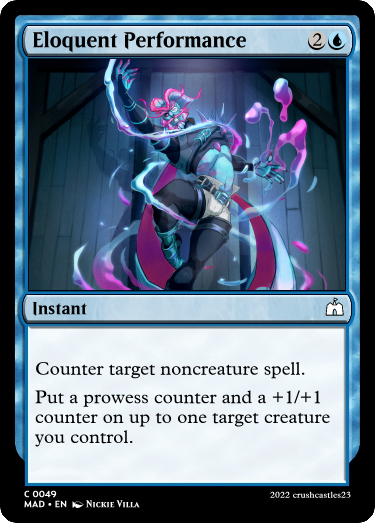 Eloquent Performance 2
Instant
Counter target noncreature spell.
Put a prowess counter and a +1/+1
counter on up to one target creature
you control.
C 0049
MAD • EN Nickie Villa
2022 crushcastles23